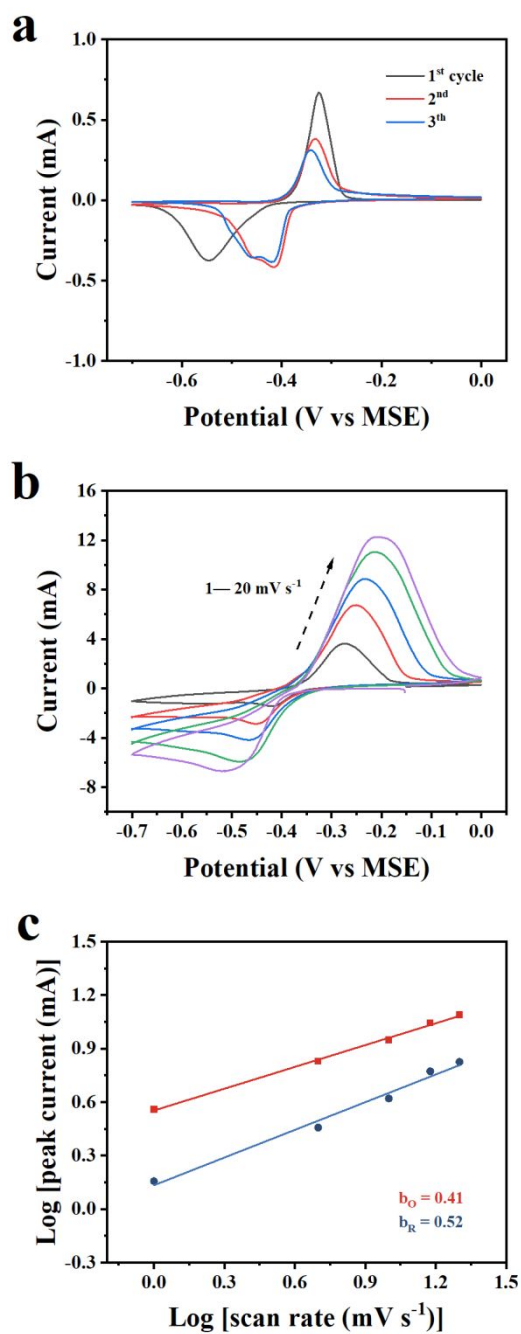 a
1.0
0.5
0.0
-0.5
-1.0
Current (mA)
1st cycle
2nd
3th
-0.6
-0.4
-0.2
0.0
Potential (V vs MSE)
b
16
12
8
4
0
-4
-8
Current (mA)
1— 20 mV s-1
-0.7
-0.6
-0.5
-0.4
-0.3
-0.2
-0.1
0.0
Potential (V vs MSE)
c
1.5
1.2
0.9
0.6
0.3
0.0
-0.3
Log [peak current (mA)]
bO = 0.41
bR = 0.52
0.0
0.3
0.6
0.9
1.2
1.5
Log [scan rate (mV s-1)]